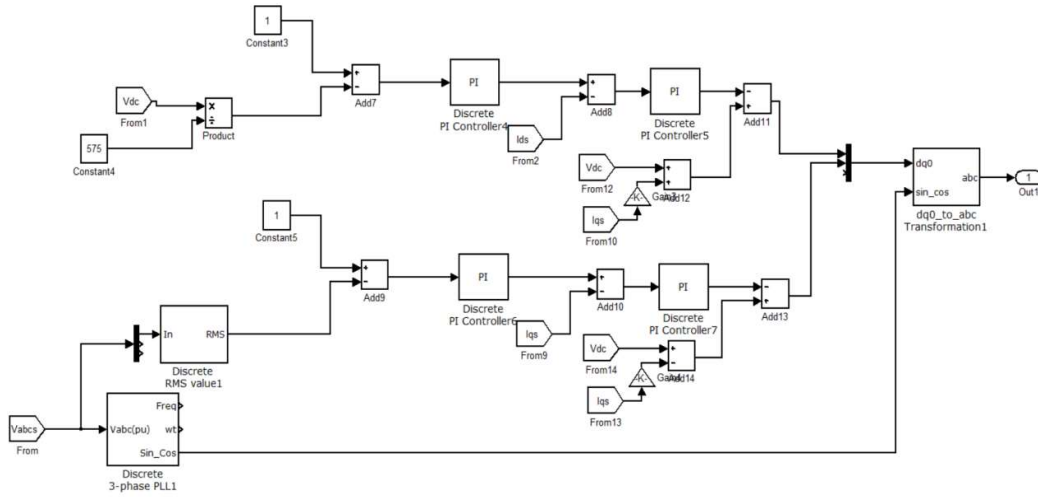 1
Constant3
Vdc
From1
×
÷
Product
575
Constant4
+
-
Add7
PI
Discrete
PI Controller4
Ids
From2
+
-
Add8
PI
Discrete
PI Controller5
-
+
Add11
Vdc
From12
+
+
Add12
-K-
Gain3
Iqs
From10
dq0
sin_cos
abc
dq0_to_abc
Transformation1
1
Out1
1
Constant5
+
-
Add9
PI
Discrete
PI Controller6
Iqs
From9
+
-
Add10
PI
Discrete
PI Controller7
-
+
Add13
Vdc
From14
+
-
Add14
-K-
Iqs
From13
In
RMS
Discrete
RMS value1
Vabcs
From
Vabc(pu)
Freq
wt
Sin_Cos
Discrete
3-phase PLL1